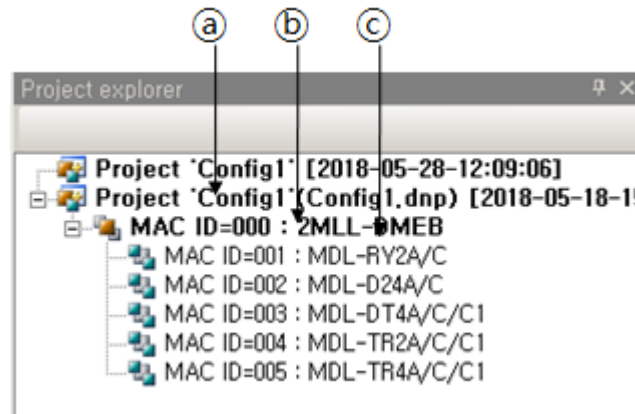 ⓐ ⓑ ⓒ
Project explorer
Project 'Config1' [2018-05-28-12:09:06]
Project 'Config1'(Config1.dnp) [2018-05-18-15
MAC ID=000 : 2MLL-DMEB
MAC ID=001 : MDL-RY2A/C
MAC ID=002 : MDL-D24A/C
MAC ID=003 : MDL-DT4A/C/C1
MAC ID=004 : MDL-TR2A/C/C1
MAC ID=005 : MDL-TR4A/C/C1